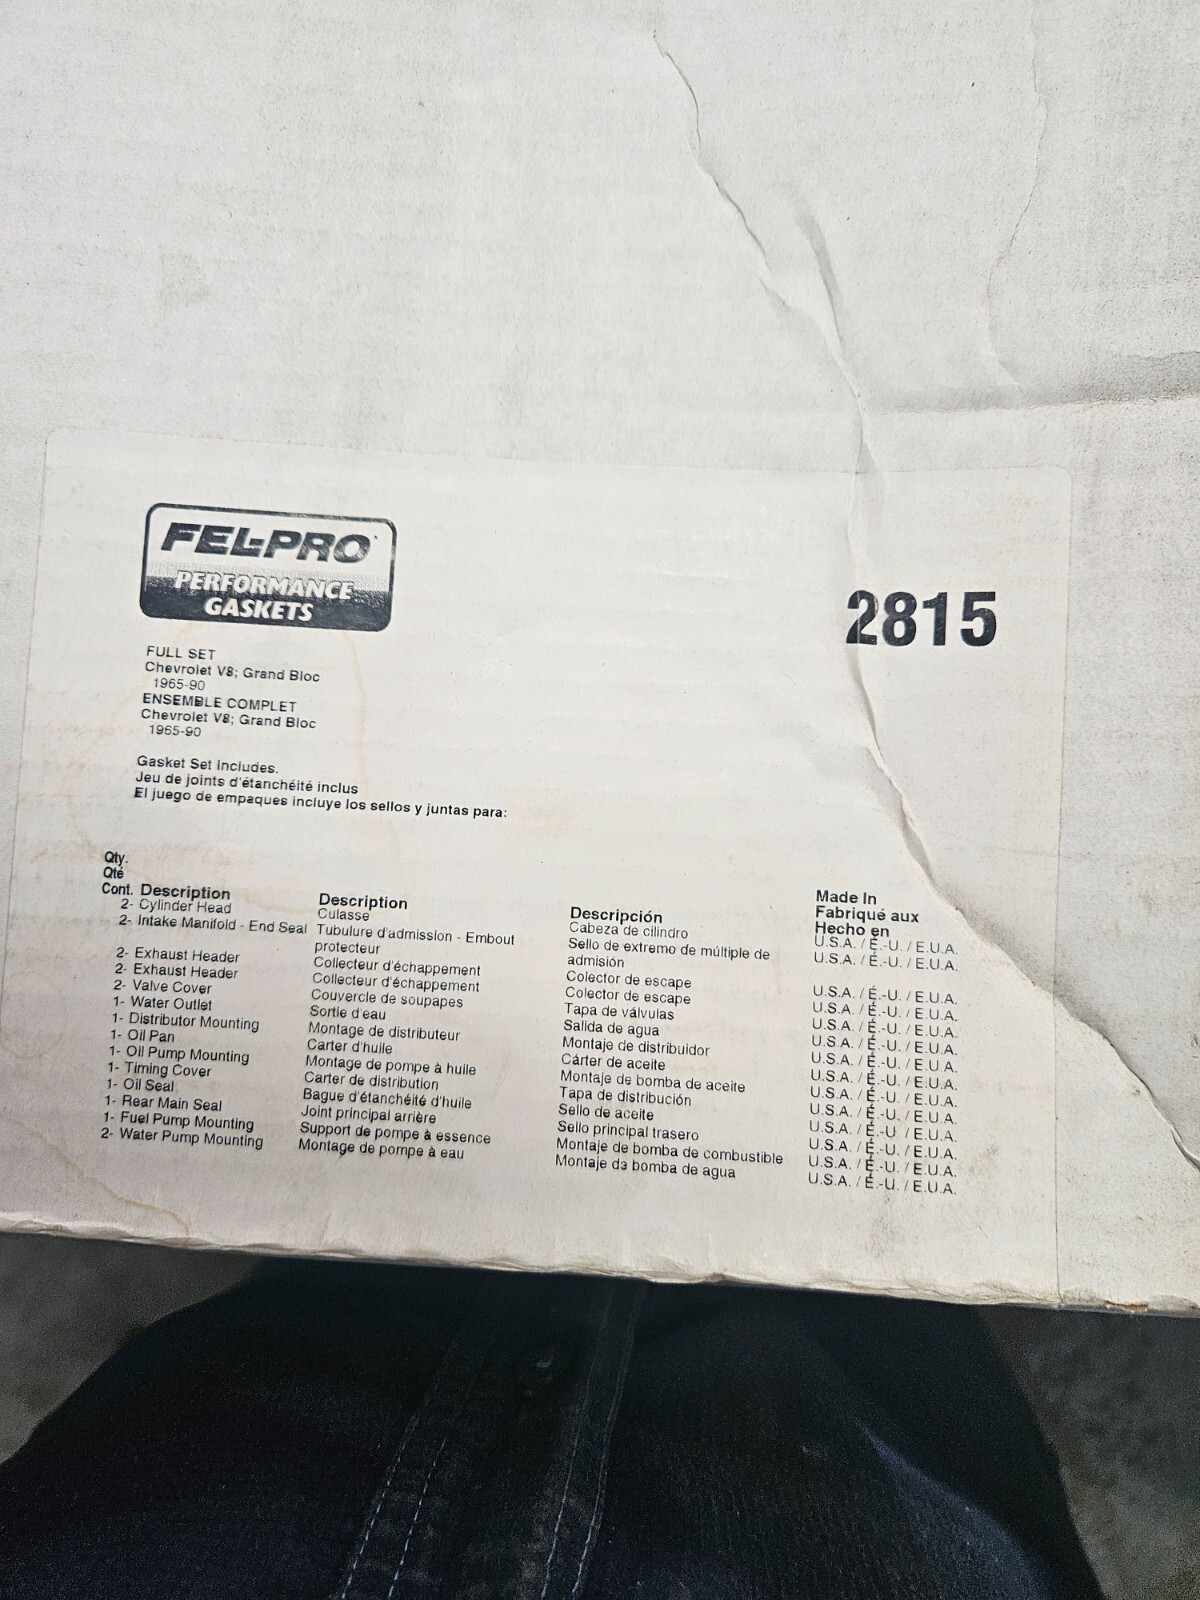 FEL-PRO
PERFORMANCE
GASKETS
2815
FULL SET
Chevrolet V8; Grand Bloc
1965-90
ENSEMBLE COMPLET
Chevrolet V8; Grand Bloc
1965-90
Gasket Set Includes.
Jeu de joints d'étanchéité inclus
El juego de empaques incluye los sellos y juntas para:
Qty.
Qté
Cont. Description
2- Cylinder Head
2- Intake Manifold - End Seal
2- Exhaust Header
2- Exhaust Header
2- Valve Cover
1- Water Outlet
1- Distributor Mounting
1- Oil Pan
1- Oil Pump Mounting
1- Timing Cover
1- Oil Seal
1- Rear Main Seal
1- Fuel Pump Mounting
2- Water Pump Mounting
Description
Culasse
Tubulure d'admission - Embout
protecteur
Collecteur d'échappement
Collecteur d'échappement
Couvercle de soupapes
Sortie d'eau
Montage de distributeur
Carter d'huile
Montage de pompe à huile
Carter de distribution
Bague d'étanchéité d'huile
Joint principal arrière
Support de pompe à essence
Montage de pompe à eau
Descripción
Cabeza de cilindro
Sello de extremo de múltiple de
admisión
Colector de escape
Colector de escape
Tapa de válvulas
Salida de agua
Montaje de distribuidor
Cárter de aceite
Montaje de bomba de aceite
Tapa de distribución
Sello de aceite
Sello principal trasero
Montaje de bomba de combustible
Montaje de bomba de agua
Made In
Fabriqué aux
Hecho en
U.S.A. / É.-U. / E.U.A.
U.S.A. / É.-U. / E.U.A.
U.S.A. / É.-U. / E.U.A.
U.S.A. / É.-U. / E.U.A.
U.S.A. / É.-U. / E.U.A.
U.S.A. / É.-U. / E.U.A.
U.S.A. / É.-U. / E.U.A.
U.S.A. / É.-U. / E.U.A.
U.S.A. / É.-U. / E.U.A.
U.S.A. / É.-U. / E.U.A.
U.S.A. / É.-U. / E.U.A.
U.S.A. / É.-U. / E.U.A.
U.S.A. / É.-U. / E.U.A.
U.S.A. / É.-U. / E.U.A.